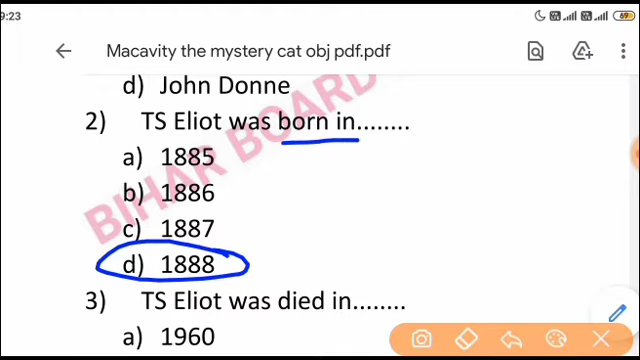 9:23
69
Macavity the mystery cat obj pdf.pdf
d) John Donne
2) TS Eliot was born in........
a) 1885
b) 1886
c) 1887
d) 1888
3) TS Eliot was died in........
a) 1960
BIHAR BOARD